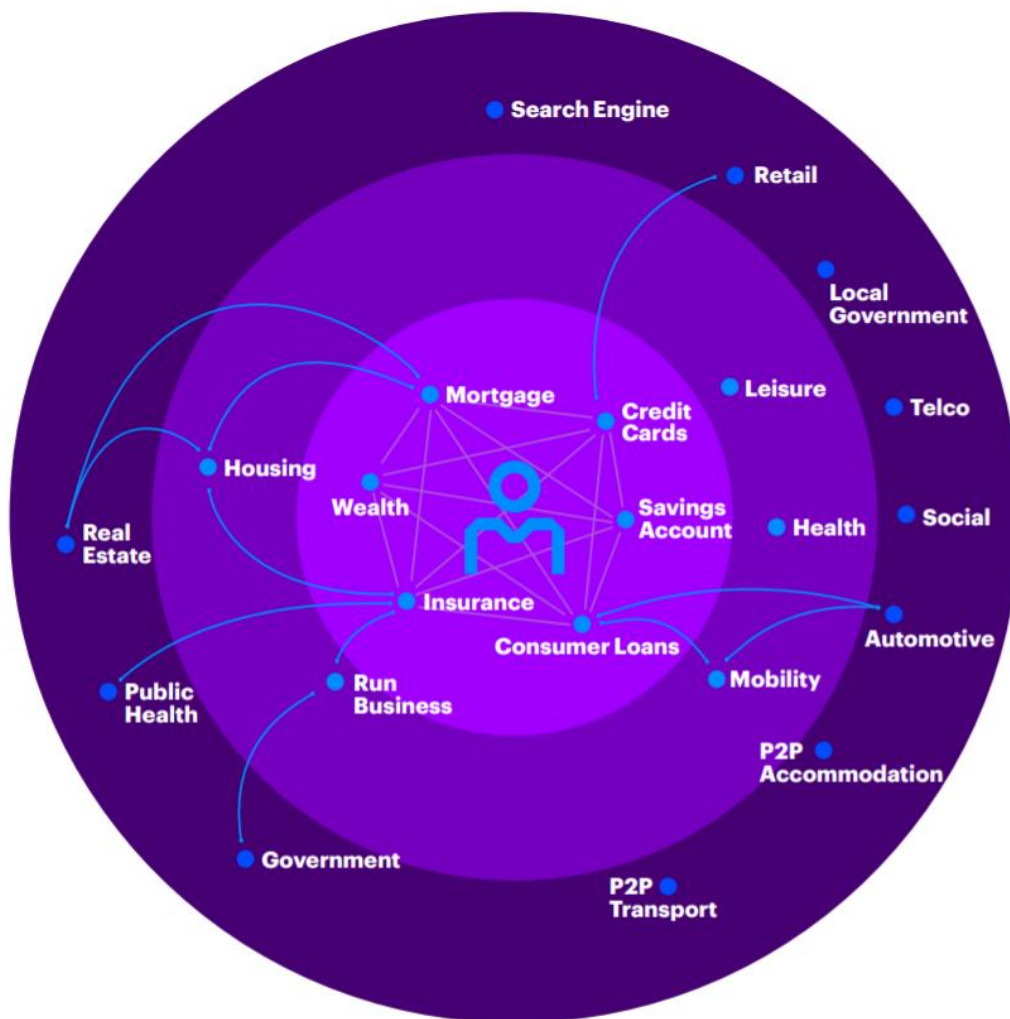 Search Engine
Retail
Local
Government
Mortgage
Leisure
Credit
Cards
Telco
Housing
Wealth
Savings
Account
Real
Estate
Health
Social
Insurance
Consumer Loans
Automotive
Public
Health
Run
Business
Mobility
P2P
Accommodation
Government
P2P
Transport